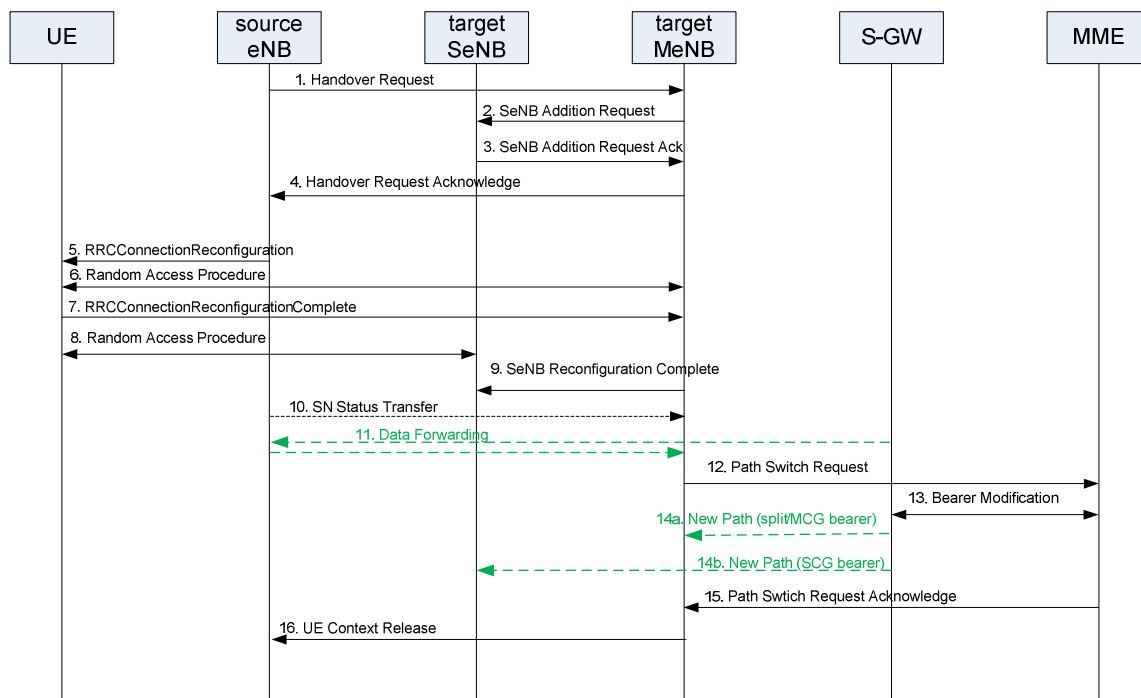 UE
source
eNB
target
SeNB
target
MeNB
S-GW
MME
1. Handover Request
2. SeNB Addition Request
3. SeNB Addition Request Ack
4. Handover Request Acknowledge
5. RRCConnectionReconfiguration
6. Random Access Procedure
7. RRCConnectionReconfigurationComplete
8. Random Access Procedure
9. SeNB Reconfiguration Complete
10. SN Status Transfer
11. Data Forwarding
12. Path Switch Request
13. Bearer Modification
14a. New Path (split/MCG bearer)
14b. New Path (SCG bearer)
15. Path Swtich Request Acknowledge
16. UE Context Release